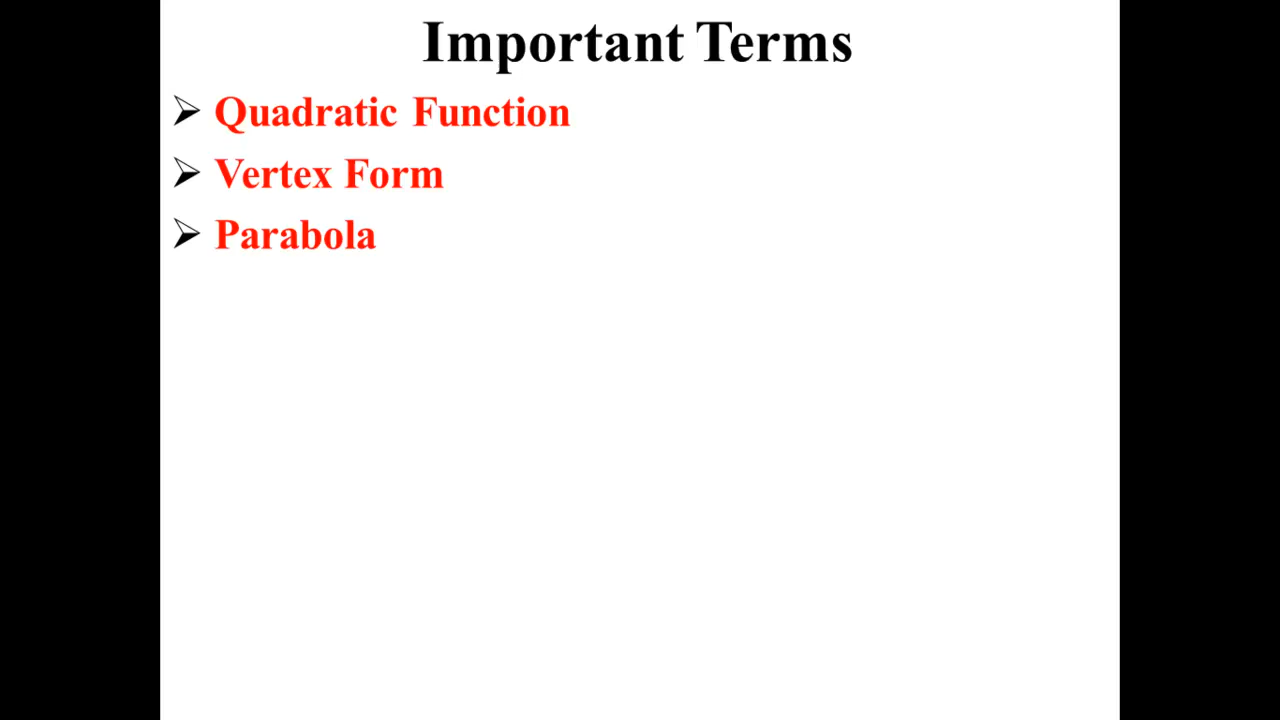 Important Terms
➢ Quadratic Function
➢ Vertex Form
➢ Parabola